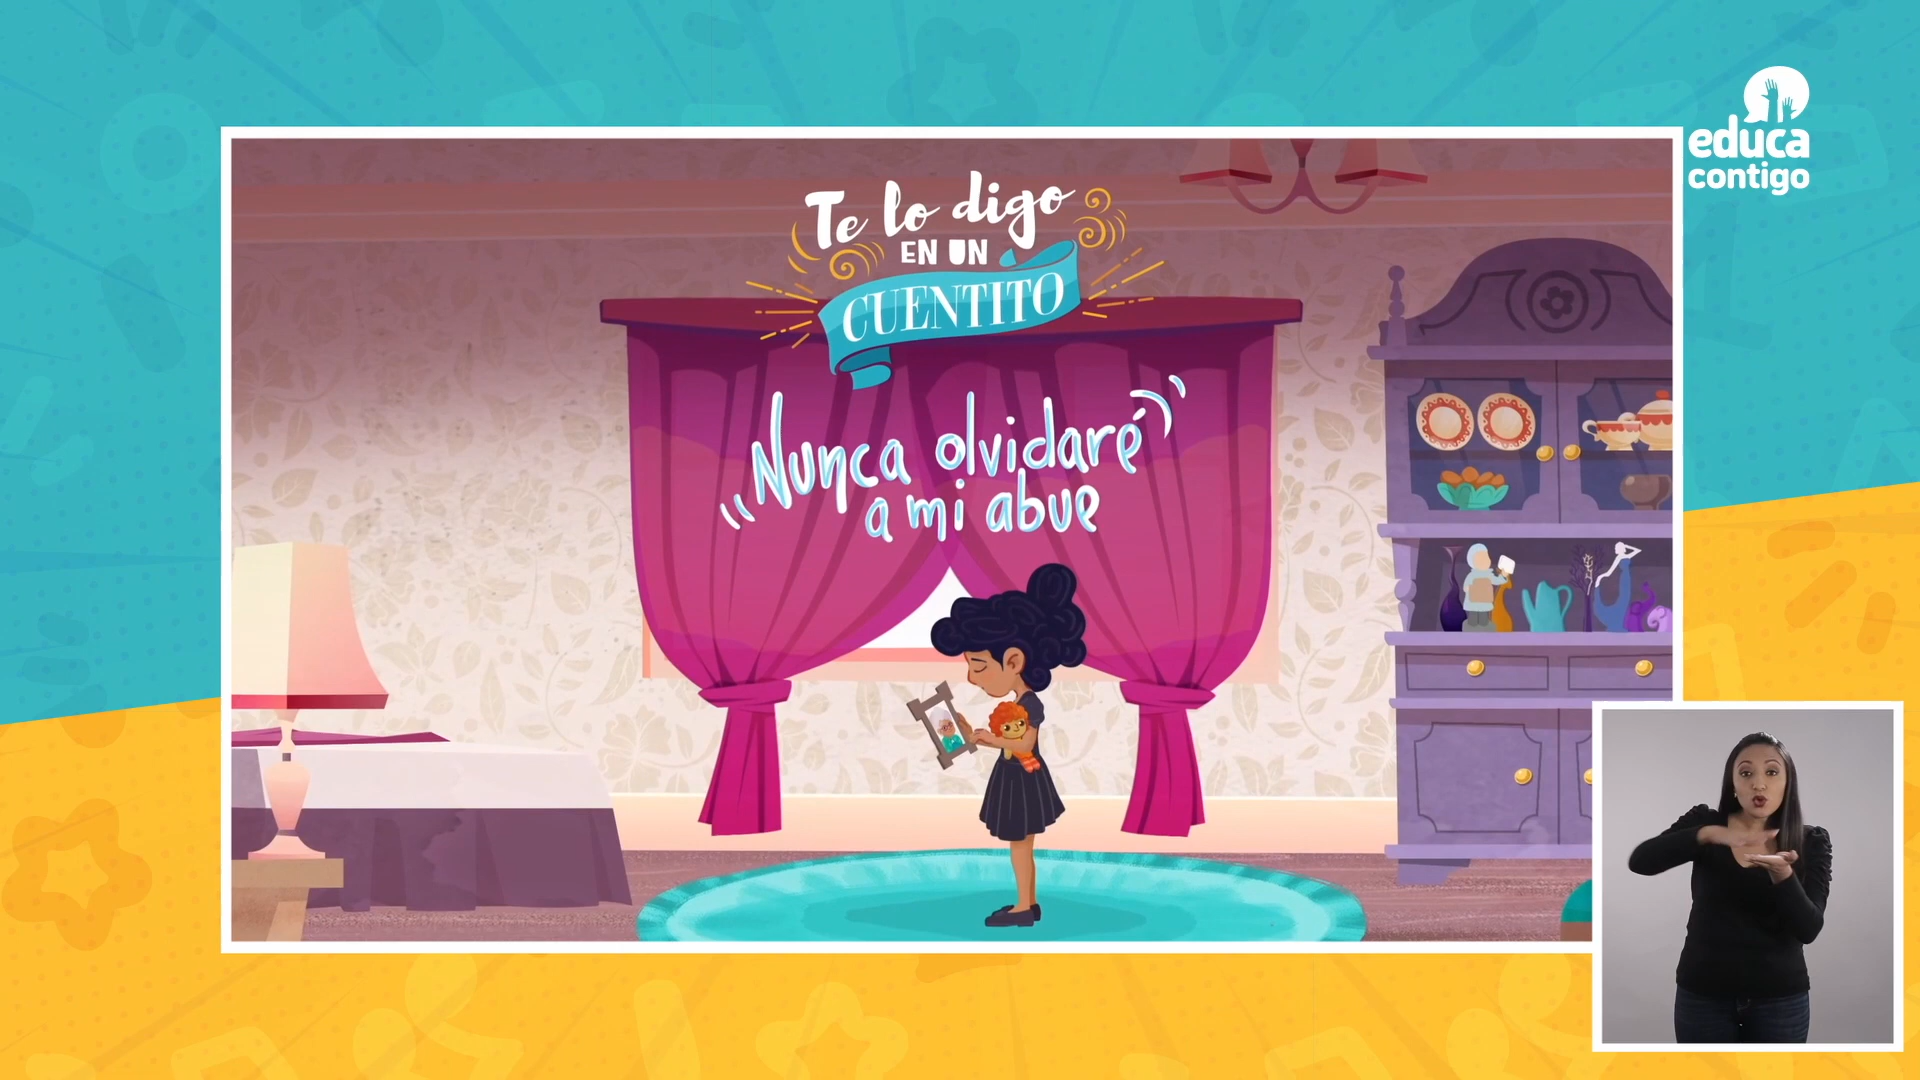 Te lo digo
EN UN
CUENTITO
Nunca olvidaré
a mi abue
educa
contigo